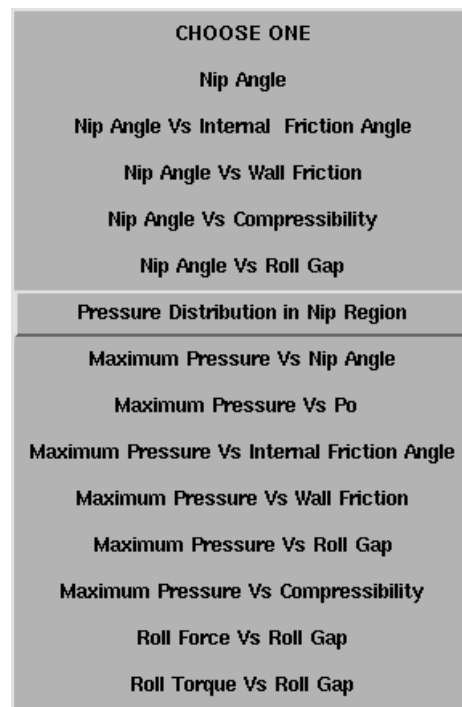 CHOOSE ONE
Nip Angle
Nip Angle Vs Internal Friction Angle
Nip Angle Vs Wall Friction
Nip Angle Vs Compressibility
Nip Angle Vs Roll Gap
Pressure Distribution in Nip Region
Maximum Pressure Vs Nip Angle
Maximum Pressure Vs Po
Maximum Pressure Vs Internal Friction Angle
Maximum Pressure Vs Wall Friction
Maximum Pressure Vs Roll Gap
Maximum Pressure Vs Compressibility
Roll Force Vs Roll Gap
Roll Torque Vs Roll Gap